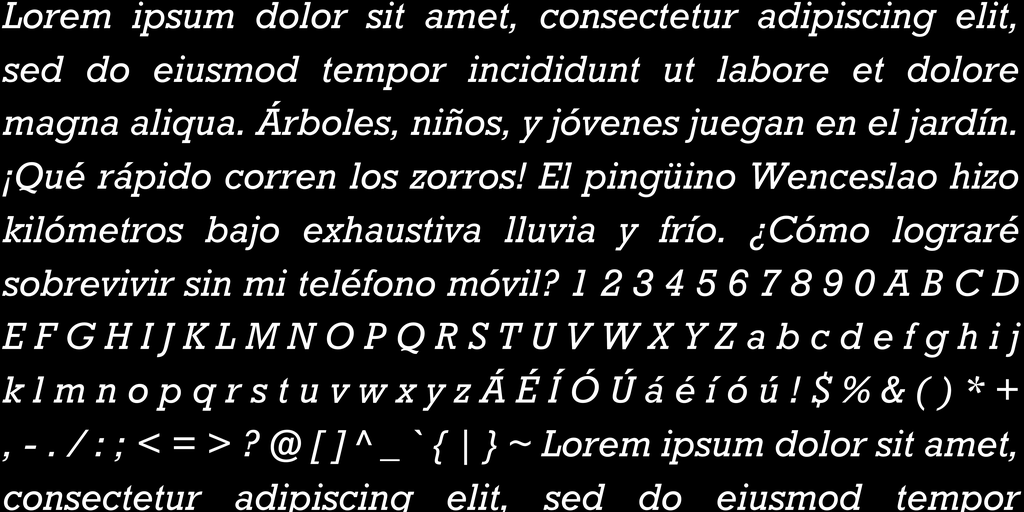 Lorem ipsum dolor sit amet, consectetur adipiscing elit,
sed do eiusmod tempor incididunt ut labore et dolore
magna aliqua. Árboles, niños, y jóvenes juegan en el jardín.
¡Qué rápido corren los zorros! El pingüino Wenceslao hizo
kilómetros bajo exhaustiva lluvia y frío. ¿Cómo lograré
sobrevivir sin mi teléfono móvil? 1 2 3 4 5 6 7 8 9 0 A B C D
E F G H I J K L M N O P Q R S T U V W X Y Z a b c d e f g h i j
k l m n o p q r s t u v w x y z Á É Í Ó Ú á é í ó ú ! $ % & ( ) * +
, - . / : ; < = > ? @ [ ] ^ _ ` { | } ~ Lorem ipsum dolor sit amet,
consectetur adipiscing elit, sed do eiusmod tempor